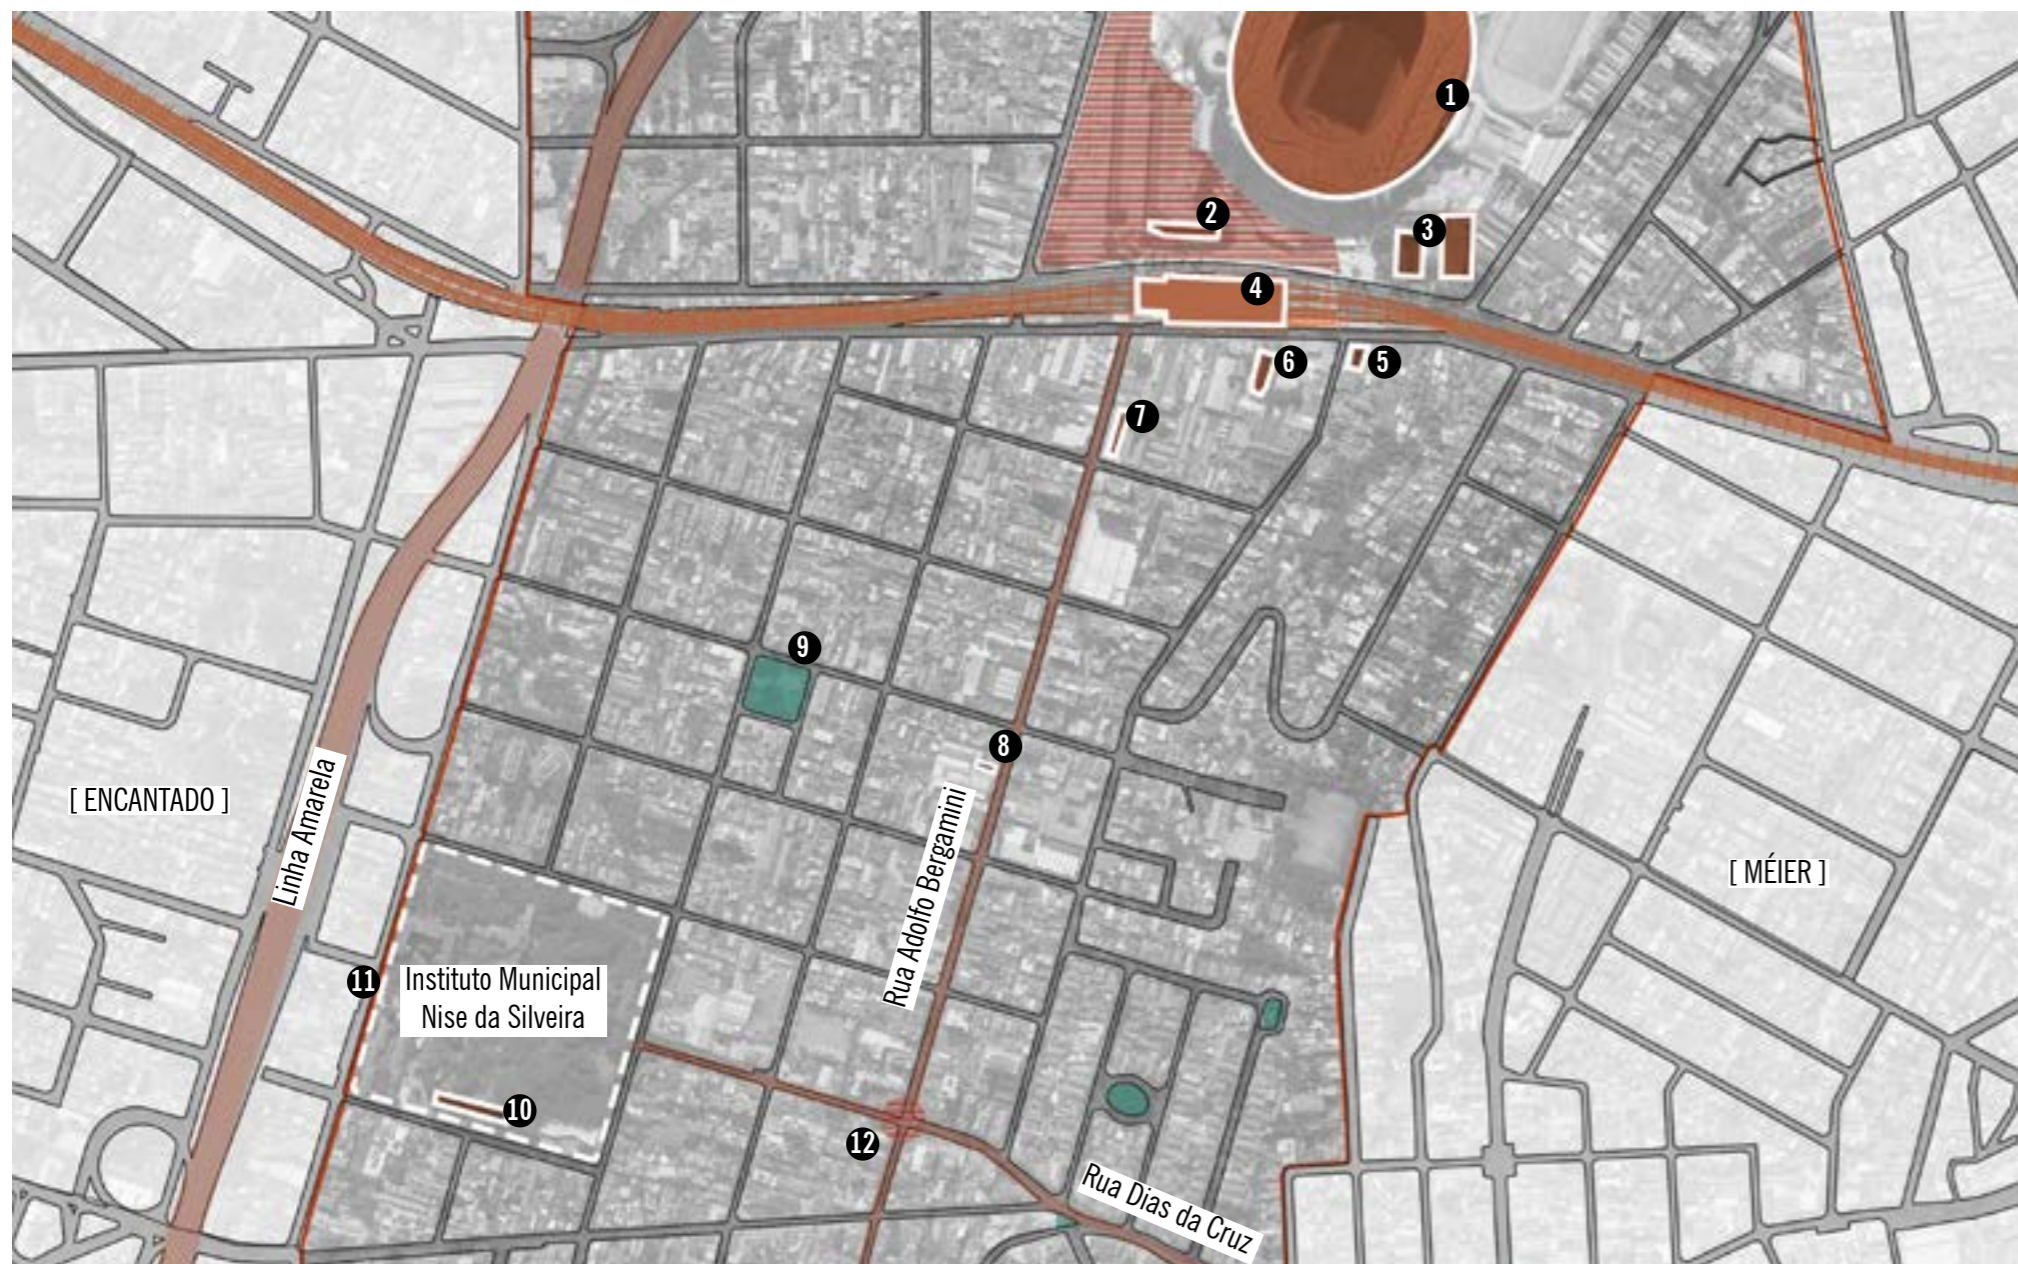 1
2
3
4
6
5
7
9
8
[ ENCANTADO ]
Linha Amarela
Rua Adolfo Bergamini
[ MÉIER ]
11
Instituto Municipal
Nise da Silveira
10
12
Rua Dias da Cruz